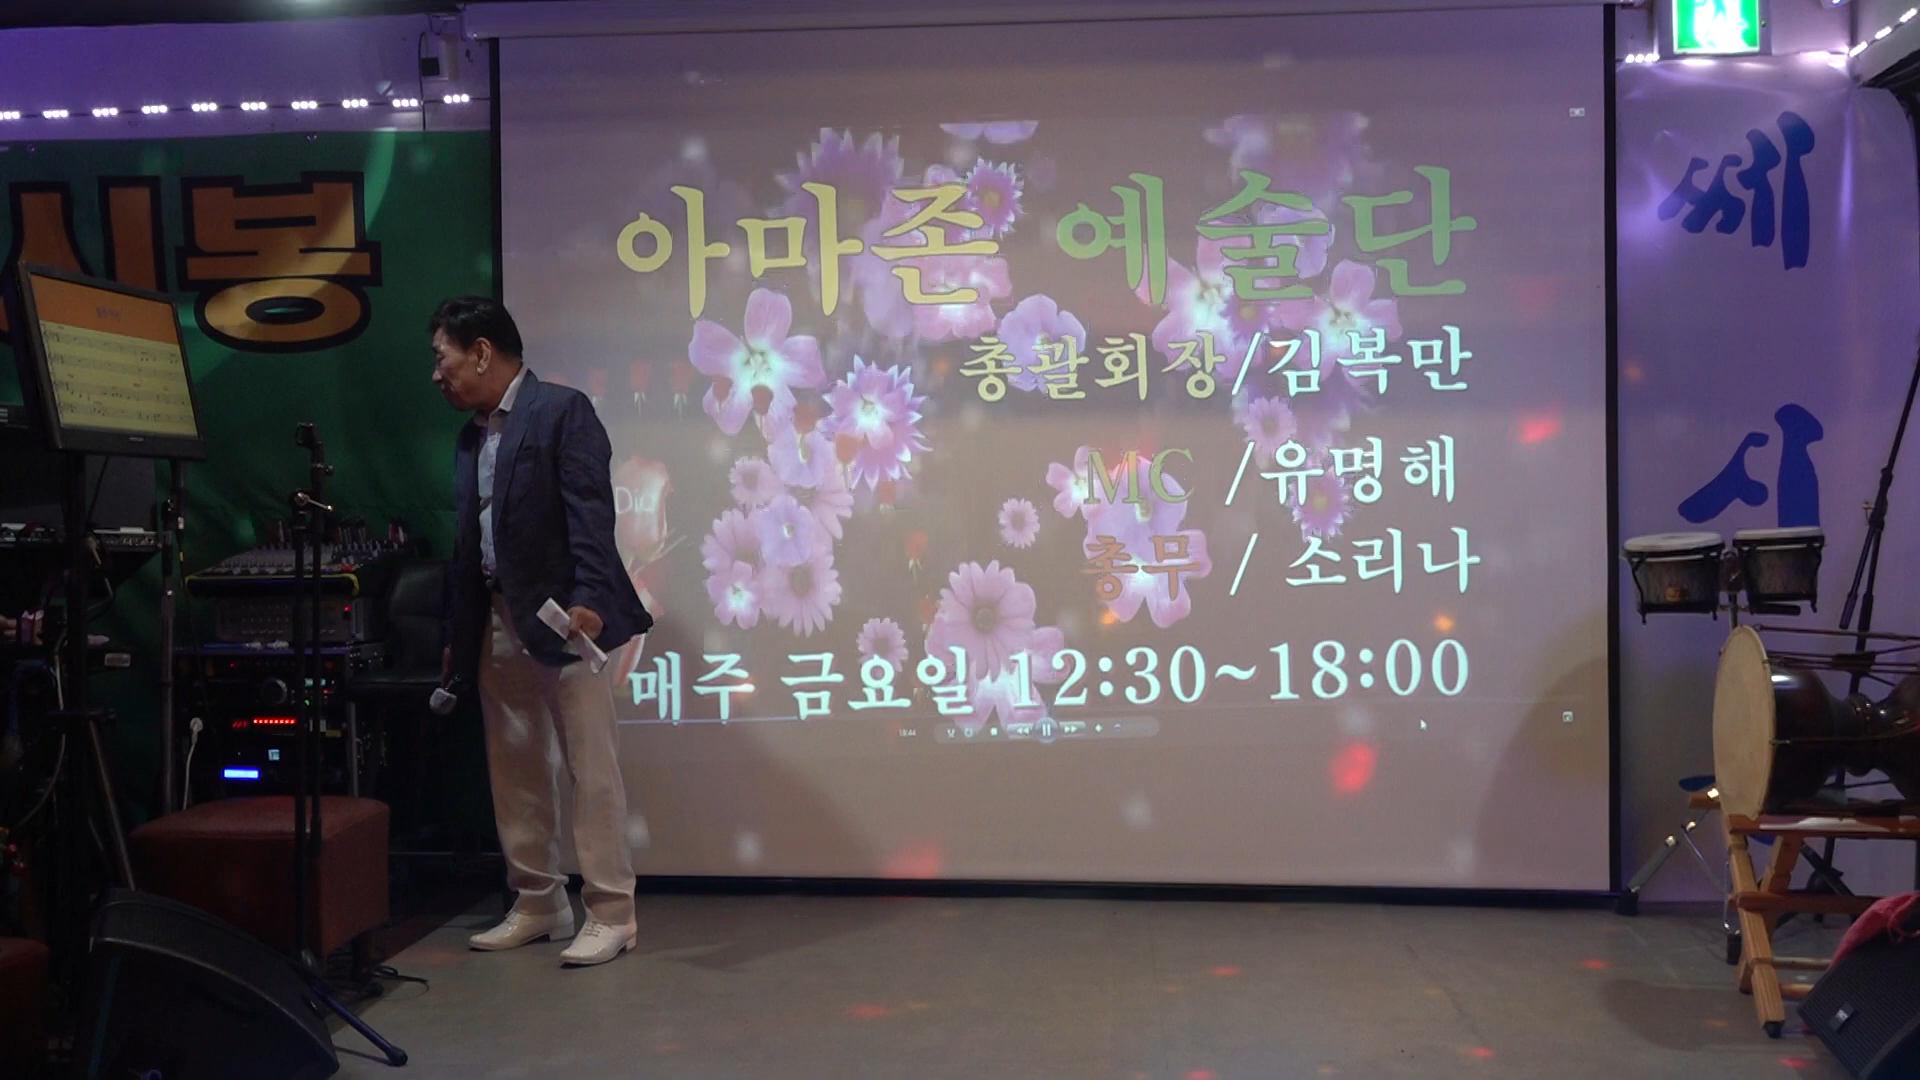 시봉
아마존 예술단
총괄회장/김복만
MC /유명해
총무 / 소리나
매주 금요일 12:30~18:00
쎄
시